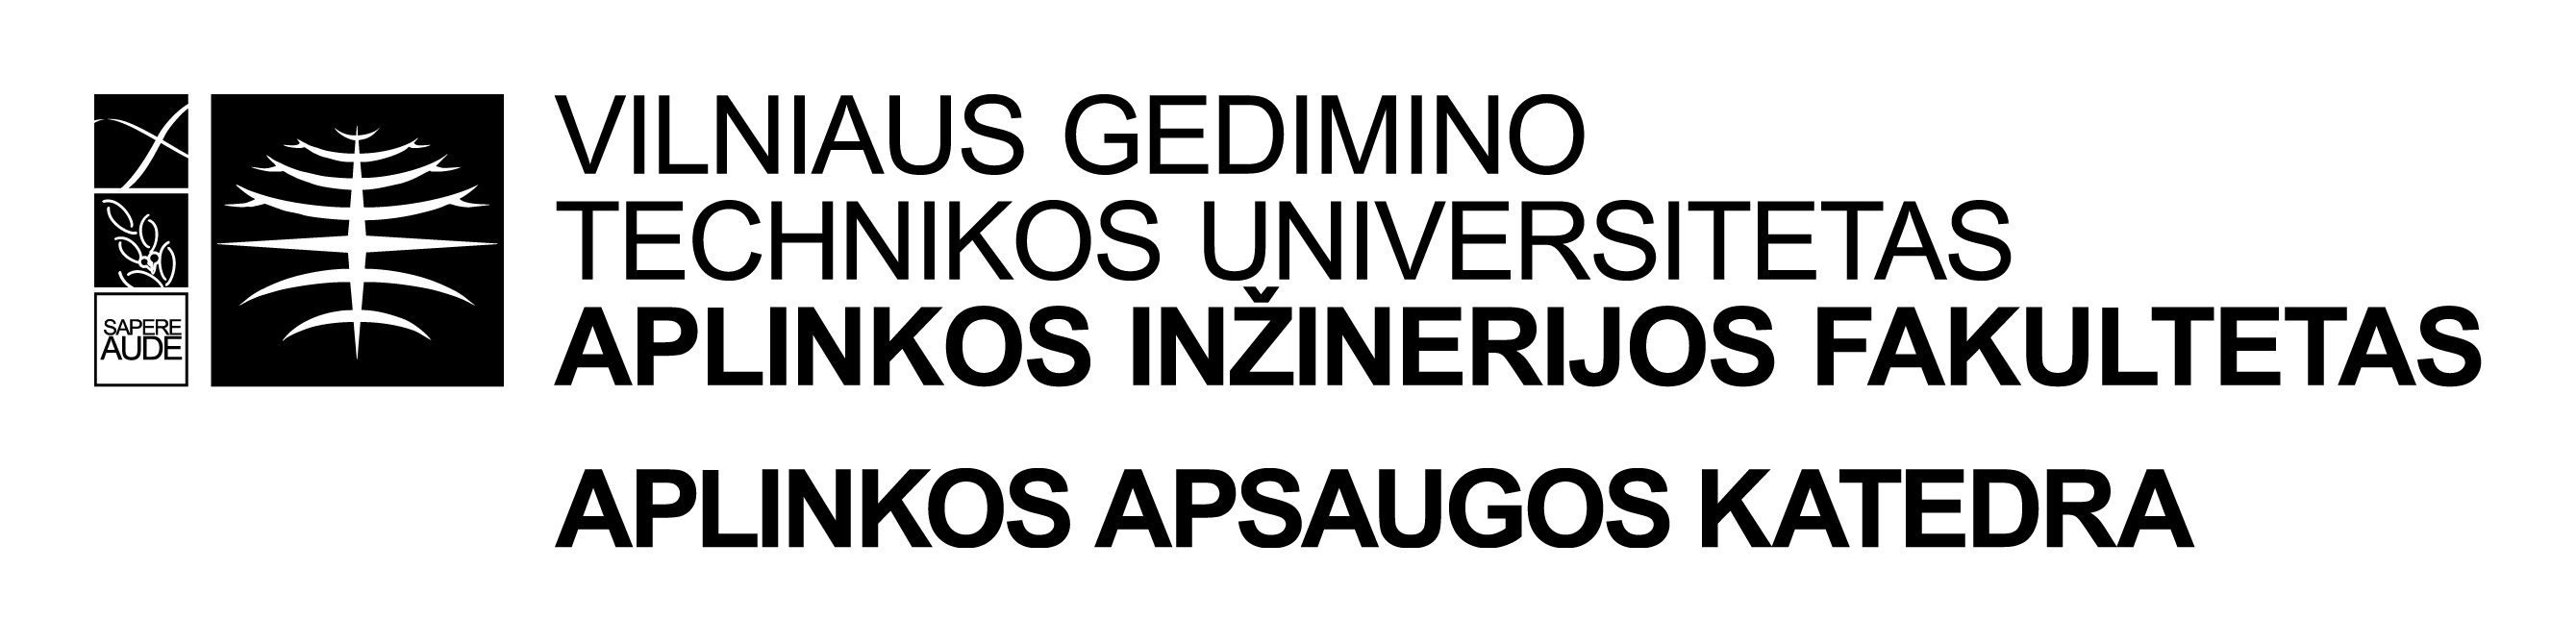 VILNIAUS GEDIMINO
TECHNIKOS UNIVERSITETAS
APLINKOS INŽINERIJOS FAKULTETAS
APLINKOS APSAUGOS KATEDRA
SAPERE
AUDE